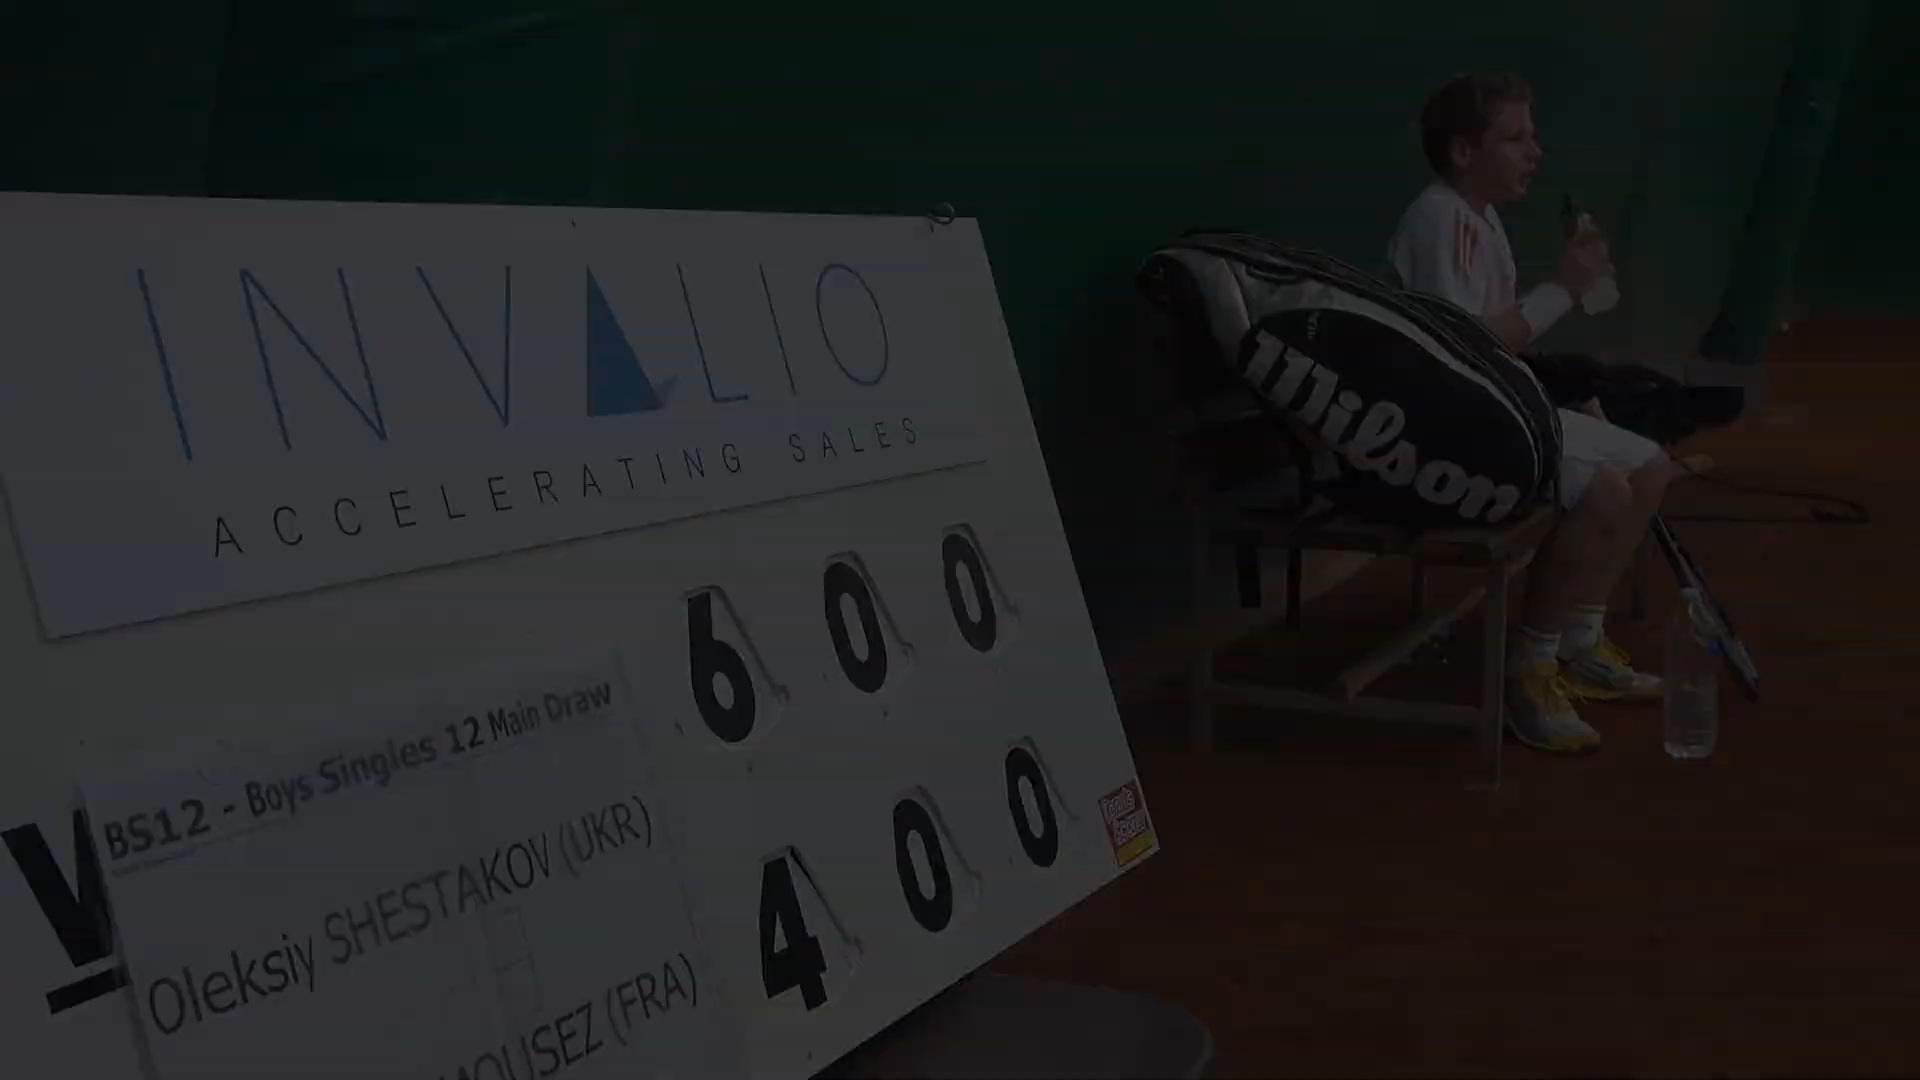 INVALIO
ACCELERATING SALES
6 0 0
BS12 - Boys Singles 12 Main Draw
Oleksiy SHESTAKOV (UKR)
4 0 0
(FRA)
Wilson